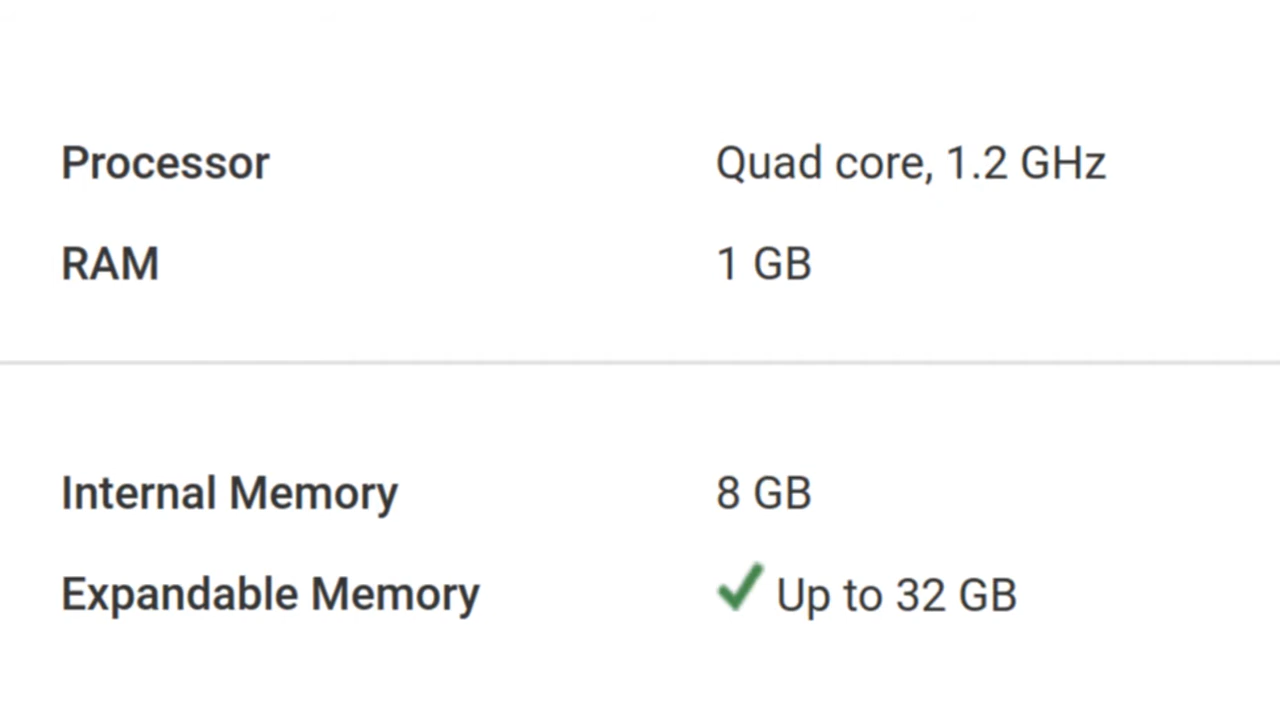 Processor Quad core, 1.2 GHz
RAM 1 GB
Internal Memory 8 GB
Expandable Memory Up to 32 GB